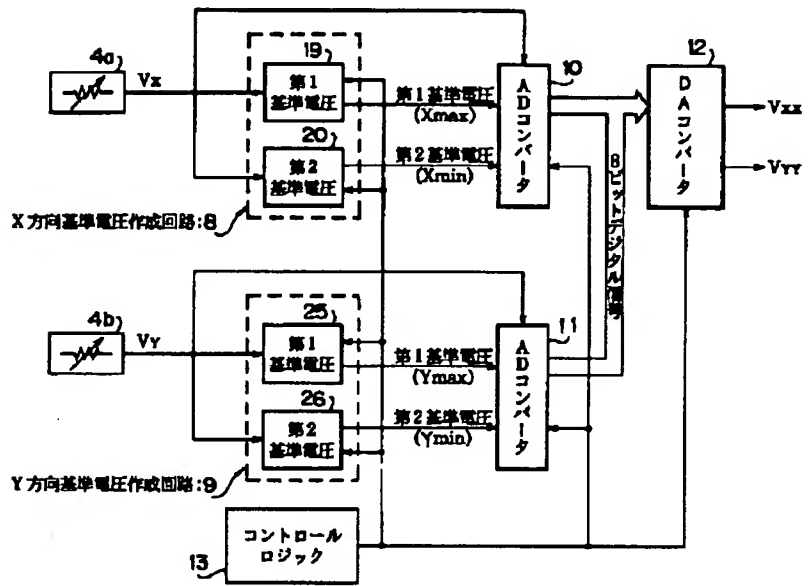 4a
Vx
19
第1
基準電圧
第1基準電圧
(Xmax)
20
第2
基準電圧
第2基準電圧
(Xmin)
10
ADコンバータ
12
DAコンバータ
Vxx
VYY
X方向基準電圧作成回路:8
8ビットデジタル信号
4b
VY
25
第1
基準電圧
第1基準電圧
(Ymax)
26
第2
基準電圧
第2基準電圧
(Ymin)
11
ADコンバータ
Y方向基準電圧作成回路:9
コントロール
ロジック
13